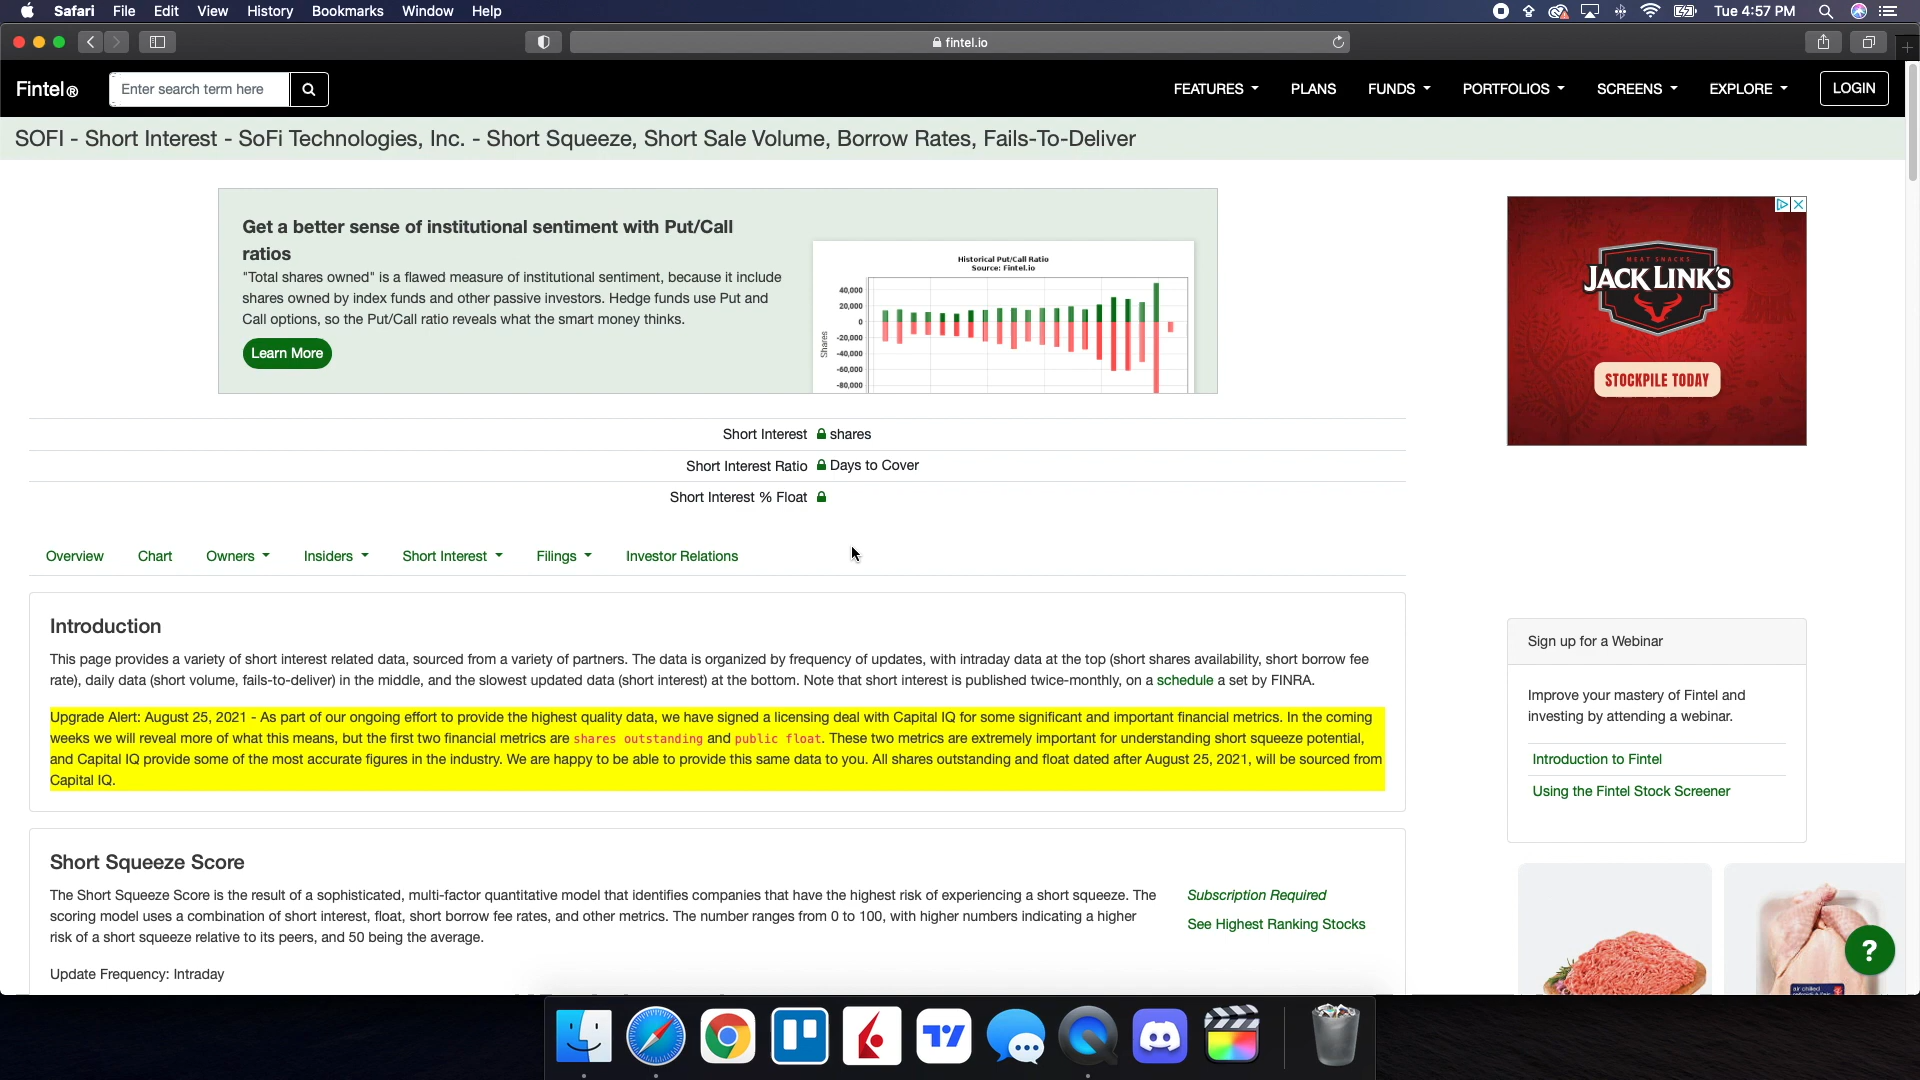 Safari File Edit View History Bookmarks Window Help
Tue 4:57 PM
fintel.io
Fintel®
Enter search term here
FEATURES
PLANS
FUNDS
PORTFOLIOS
SCREENS
EXPLORE
LOGIN
SOFI - Short Interest - SoFi Technologies, Inc. - Short Squeeze, Short Sale Volume, Borrow Rates, Fails-To-Deliver
Get a better sense of institutional sentiment with Put/Call
ratios
"Total shares owned" is a flawed measure of institutional sentiment, because it include
shares owned by index funds and other passive investors. Hedge funds use Put and
Call options, so the Put/Call ratio reveals what the smart money thinks.
Learn More
Historical Put/Call Ratio
Source: Fintel.io
40,000
20,000
0
-20,000
-40,000
-60,000
-80,000
Shares
MEAT SNACKS
JACK LINK'S
STOCKPILE TODAY
Short Interest shares
Short Interest Ratio Days to Cover
Short Interest % Float
Overview
Chart
Owners
Insiders
Short Interest
Filings
Investor Relations
Introduction
This page provides a variety of short interest related data, sourced from a variety of partners. The data is organized by frequency of updates, with intraday data at the top (short shares availability, short borrow fee
rate), daily data (short volume, fails-to-deliver) in the middle, and the slowest updated data (short interest) at the bottom. Note that short interest is published twice-monthly, on a schedule a set by FINRA.
Upgrade Alert: August 25, 2021 - As part of our ongoing effort to provide the highest quality data, we have signed a licensing deal with Capital IQ for some significant and important financial metrics. In the coming
weeks we will reveal more of what this means, but the first two financial metrics are shares outstanding and public float. These two metrics are extremely important for understanding short squeeze potential,
and Capital IQ provide some of the most accurate figures in the industry. We are happy to be able to provide this same data to you. All shares outstanding and float dated after August 25, 2021, will be sourced from
Capital IQ.
Sign up for a Webinar
Improve your mastery of Fintel and
investing by attending a webinar.
Introduction to Fintel
Using the Fintel Stock Screener
Short Squeeze Score
The Short Squeeze Score is the result of a sophisticated, multi-factor quantitative model that identifies companies that have the highest risk of experiencing a short squeeze. The
scoring model uses a combination of short interest, float, short borrow fee rates, and other metrics. The number ranges from 0 to 100, with higher numbers indicating a higher
risk of a short squeeze relative to its peers, and 50 being the average.
Subscription Required
See Highest Ranking Stocks
Update Frequency: Intraday
?